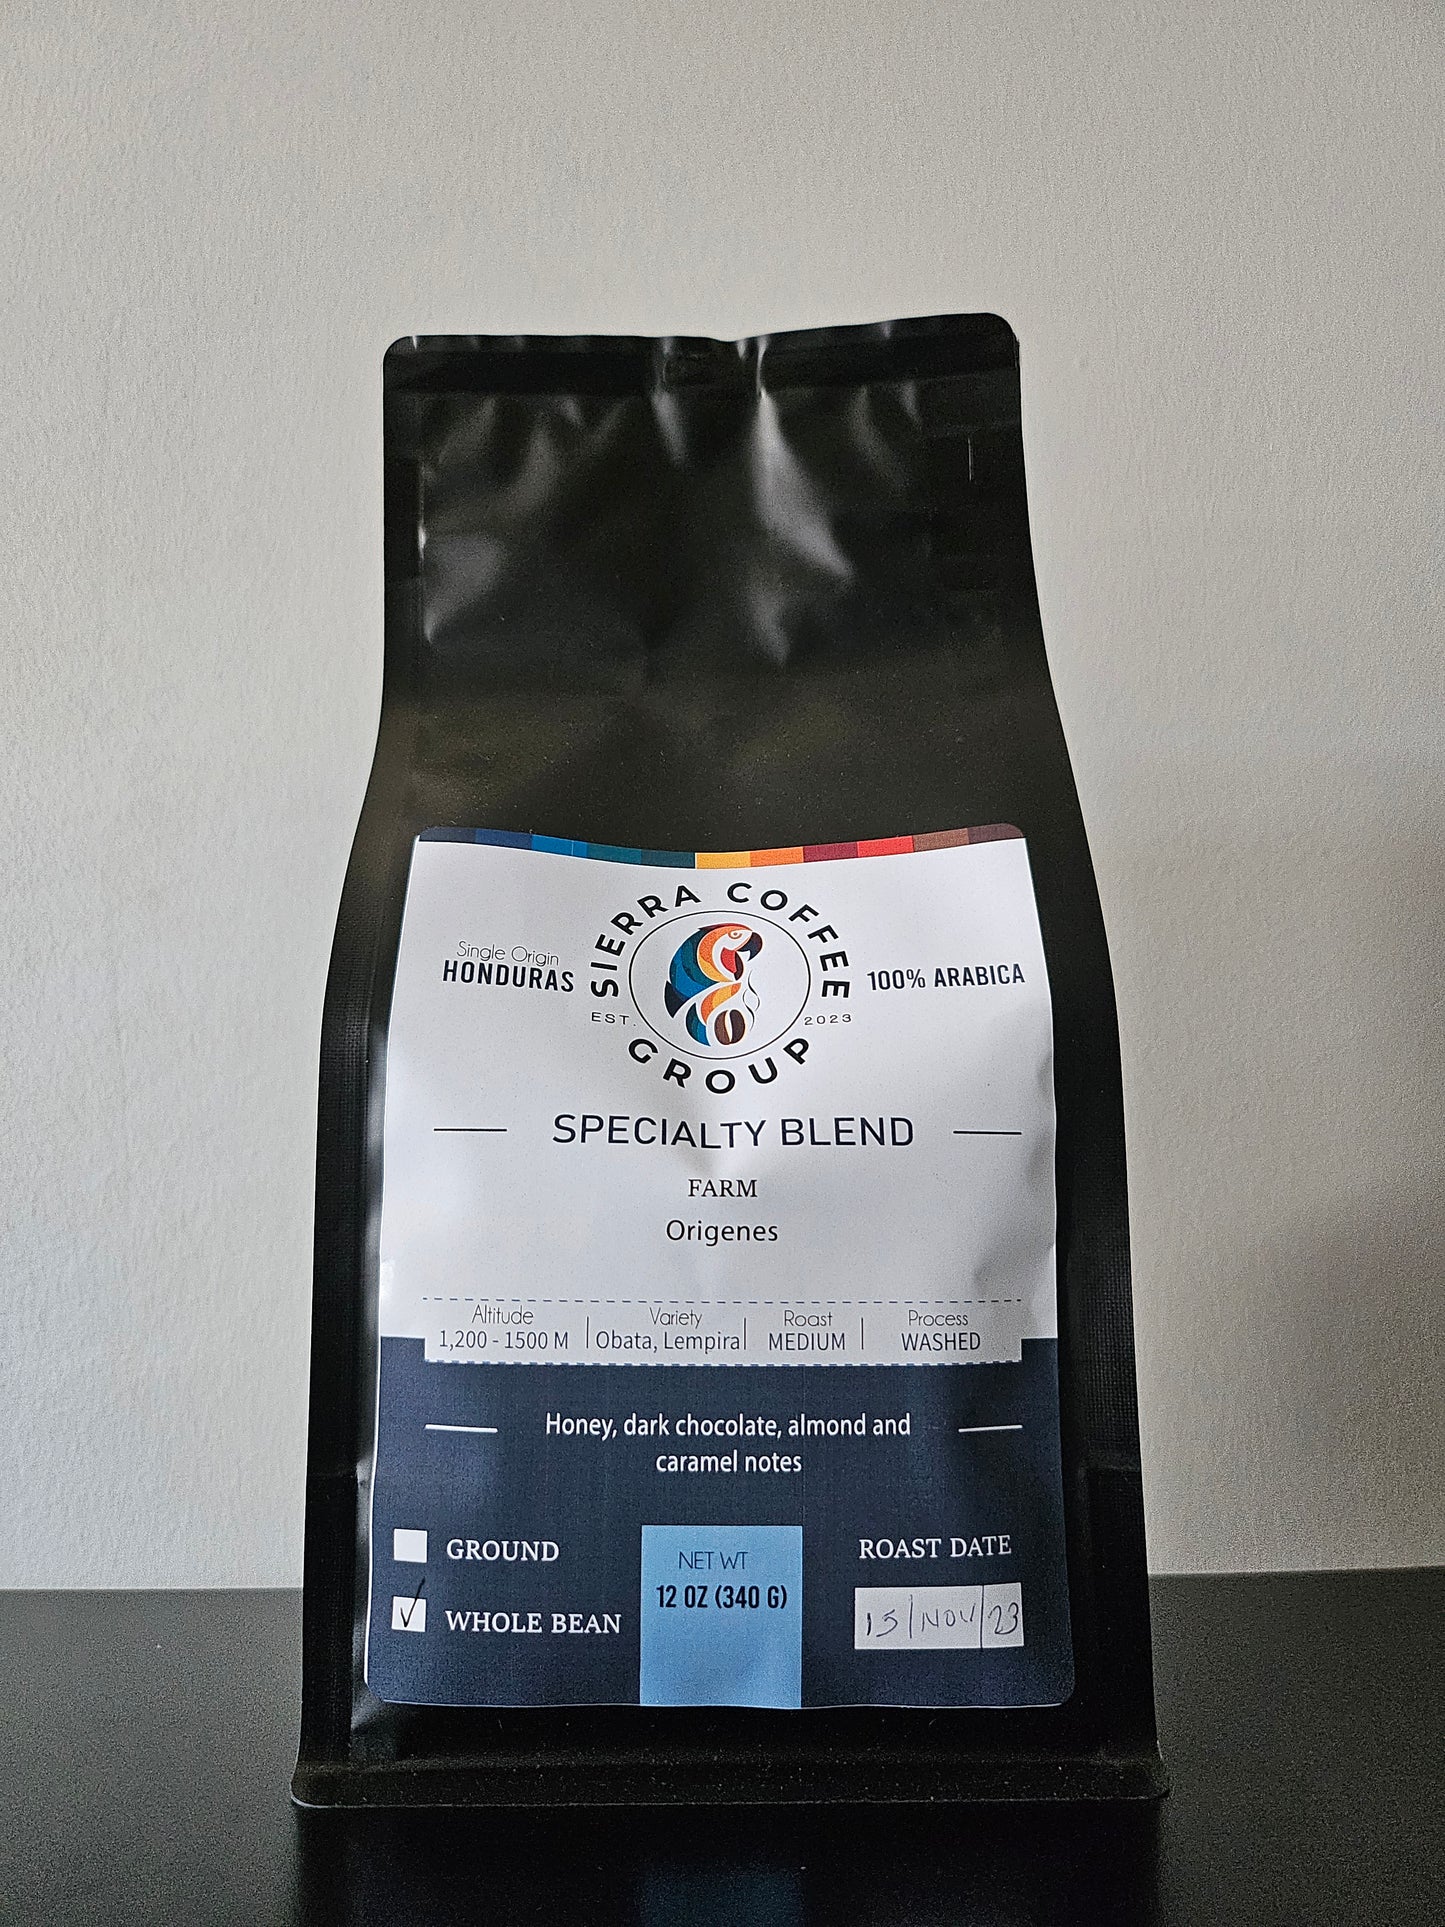 SIERRA COFFEE
Single Origin
HONDURAS
100% ARABICA
EST. 2023
GROUP
SPECIALTY BLEND
FARM
Origenes
Altitude Variety Roast Process
1,200 - 1500 M Obata, Lempira MEDIUM WASHED
Honey, dark chocolate, almond and
caramel notes
GROUND
WHOLE BEAN
NET WT
12 OZ (340 G)
ROAST DATE
15/NOV/23